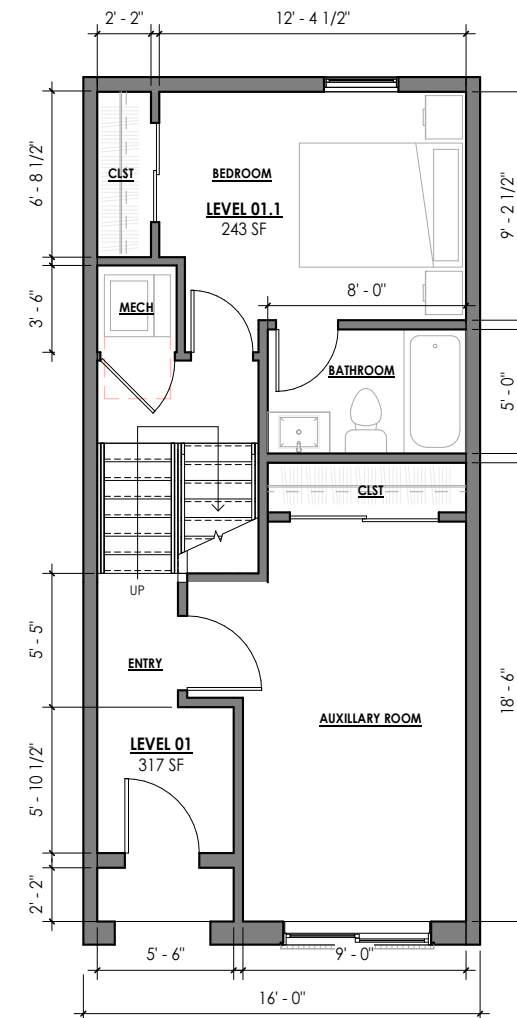 2' - 2"
12' - 4 1/2"
6' - 8 1/2"
CLST
BEDROOM
LEVEL 01.1
243 SF
9' - 2 1/2"
3' - 6"
MECH
8' - 0"
BATHROOM
5' - 0"
CLST
UP
5' - 5"
ENTRY
18' - 6"
AUXILLARY ROOM
LEVEL 01
317 SF
5' - 10 1/2"
2' - 2"
5' - 6"
9' - 0"
16' - 0"